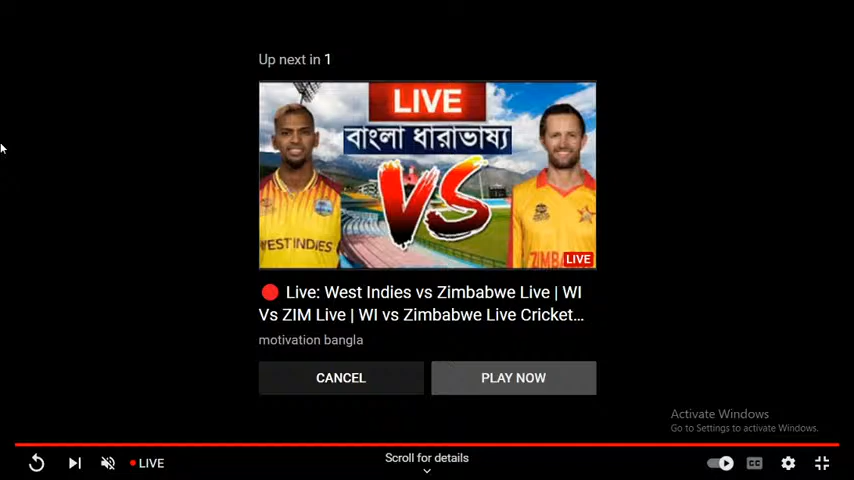 Up next in 1
LIVE
বাংলা ধারাভাষ্য
VS
WEST INDIES
ZIMBA
LIVE
Live: West Indies vs Zimbabwe Live | WI
Vs ZIM Live | WI vs Zimbabwe Live Cricket...
motivation bangla
CANCEL
PLAY NOW
Activate Windows
Go to Settings to activate Windows.
LIVE
Scroll for details
CC